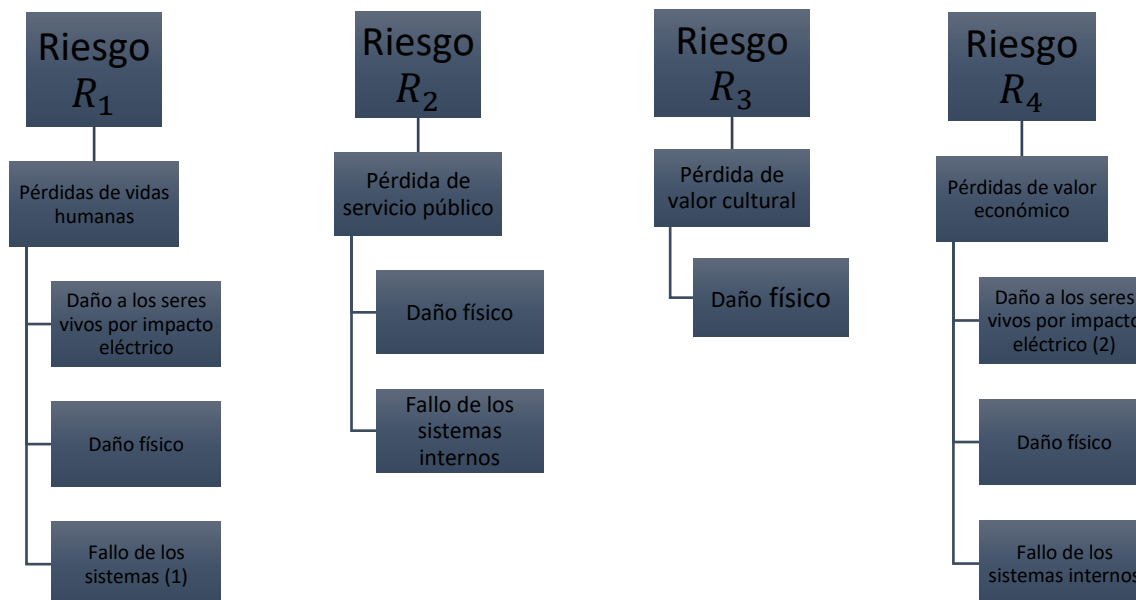 Riesgo
R₁
Pérdidas de vidas
humanas
Daño a los seres
vivos por impacto
eléctrico
Daño físico
Fallo de los
sistemas (1)
Riesgo
R₂
Pérdida de
servicio público
Daño físico
Fallo de los
sistemas
internos
Riesgo
R₃
Pérdida de
valor cultural
Daño físico
Riesgo
R₄
Pérdidas de valor
económico
Daño a los seres
vivos por impacto
eléctrico (2)
Daño físico
Fallo de los
sistemas internos